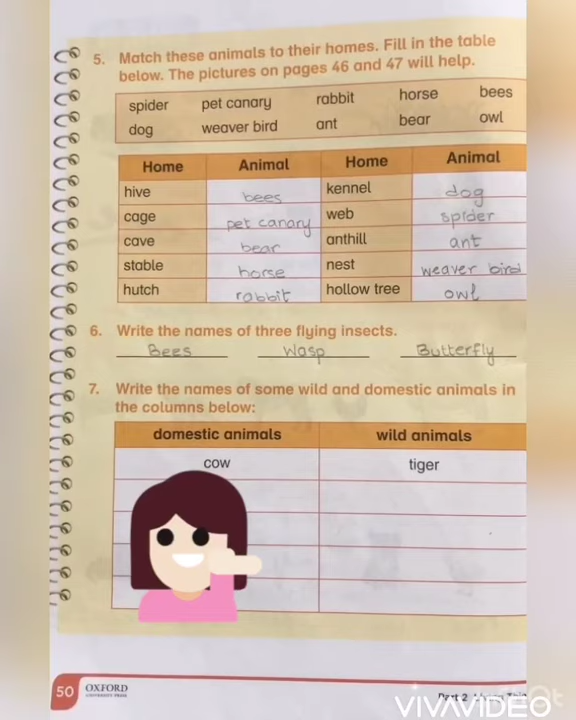 5. Match these animals to their homes. Fill in the table
below. The pictures on pages 46 and 47 will help.
spider pet canary rabbit horse bees
dog weaver bird ant bear owl
Home Animal Home Animal
hive bees kennel dog
cage pet canary web spider
cave bear anthill ant
stable horse nest weaver bird
hutch rabbit hollow tree owl
6. Write the names of three flying insects.
Bees Wasp Butterfly
7. Write the names of some wild and domestic animals in
the columns below:
domestic animals wild animals
cow tiger
50 OXFORD
UNIVERSITY PRESS
Part 2
VIVAVIDEO